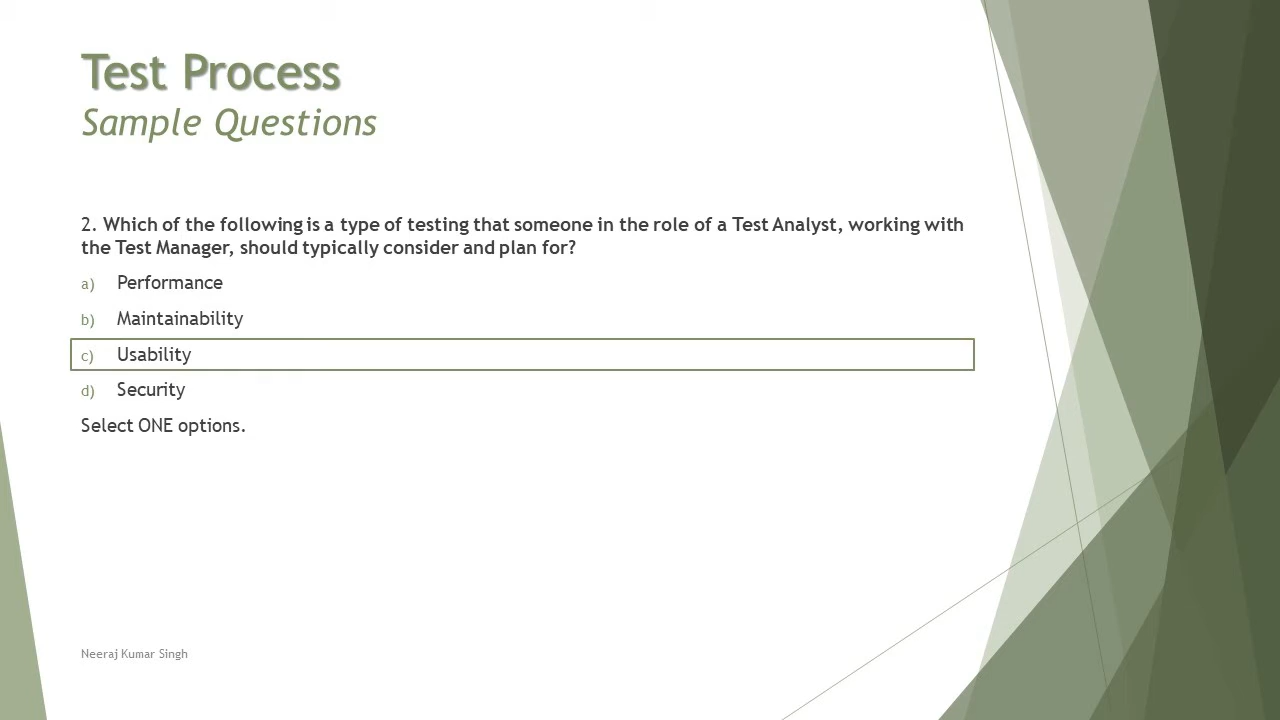 Test Process
Sample Questions
2. Which of the following is a type of testing that someone in the role of a Test Analyst, working with
the Test Manager, should typically consider and plan for?
a) Performance
b) Maintainability
c) Usability
d) Security
Select ONE options.
Neeraj Kumar Singh